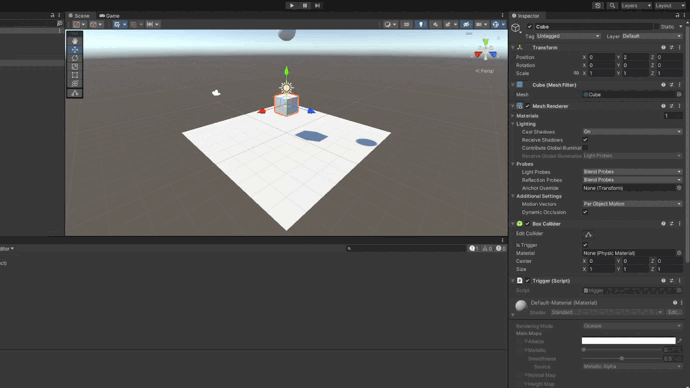 Scene
Game
Layers
Layout
Persp
Inspector
Cube
Static
Tag Untagged
Layer Default
Transform
Position X 0 Y 2 Z 0
Rotation X 0 Y 0 Z 0
Scale X 1 Y 1 Z 1
Cube (Mesh Filter)
Mesh Cube
Mesh Renderer
Materials 1
Lighting
Cast Shadows On
Receive Shadows
Contribute Global Illuminat
Receive Global Illumination Light Probes
Probes
Light Probes Blend Probes
Reflection Probes Blend Probes
Anchor Override None (Transform)
Additional Settings
Motion Vectors Per Object Motion
Dynamic Occlusion
Box Collider
Edit Collider
Is Trigger
Material None (Physic Material)
Center X 0 Y 0 Z 0
Size X 1 Y 1 Z 1
Trigger (Script)
Script
Default-Material (Material)
Shader Standard Edit...
Rendering Mode Opaque
Main Maps
Albedo
Metallic
Smoothness
Source Metallic Alpha
Normal Map
Height Map